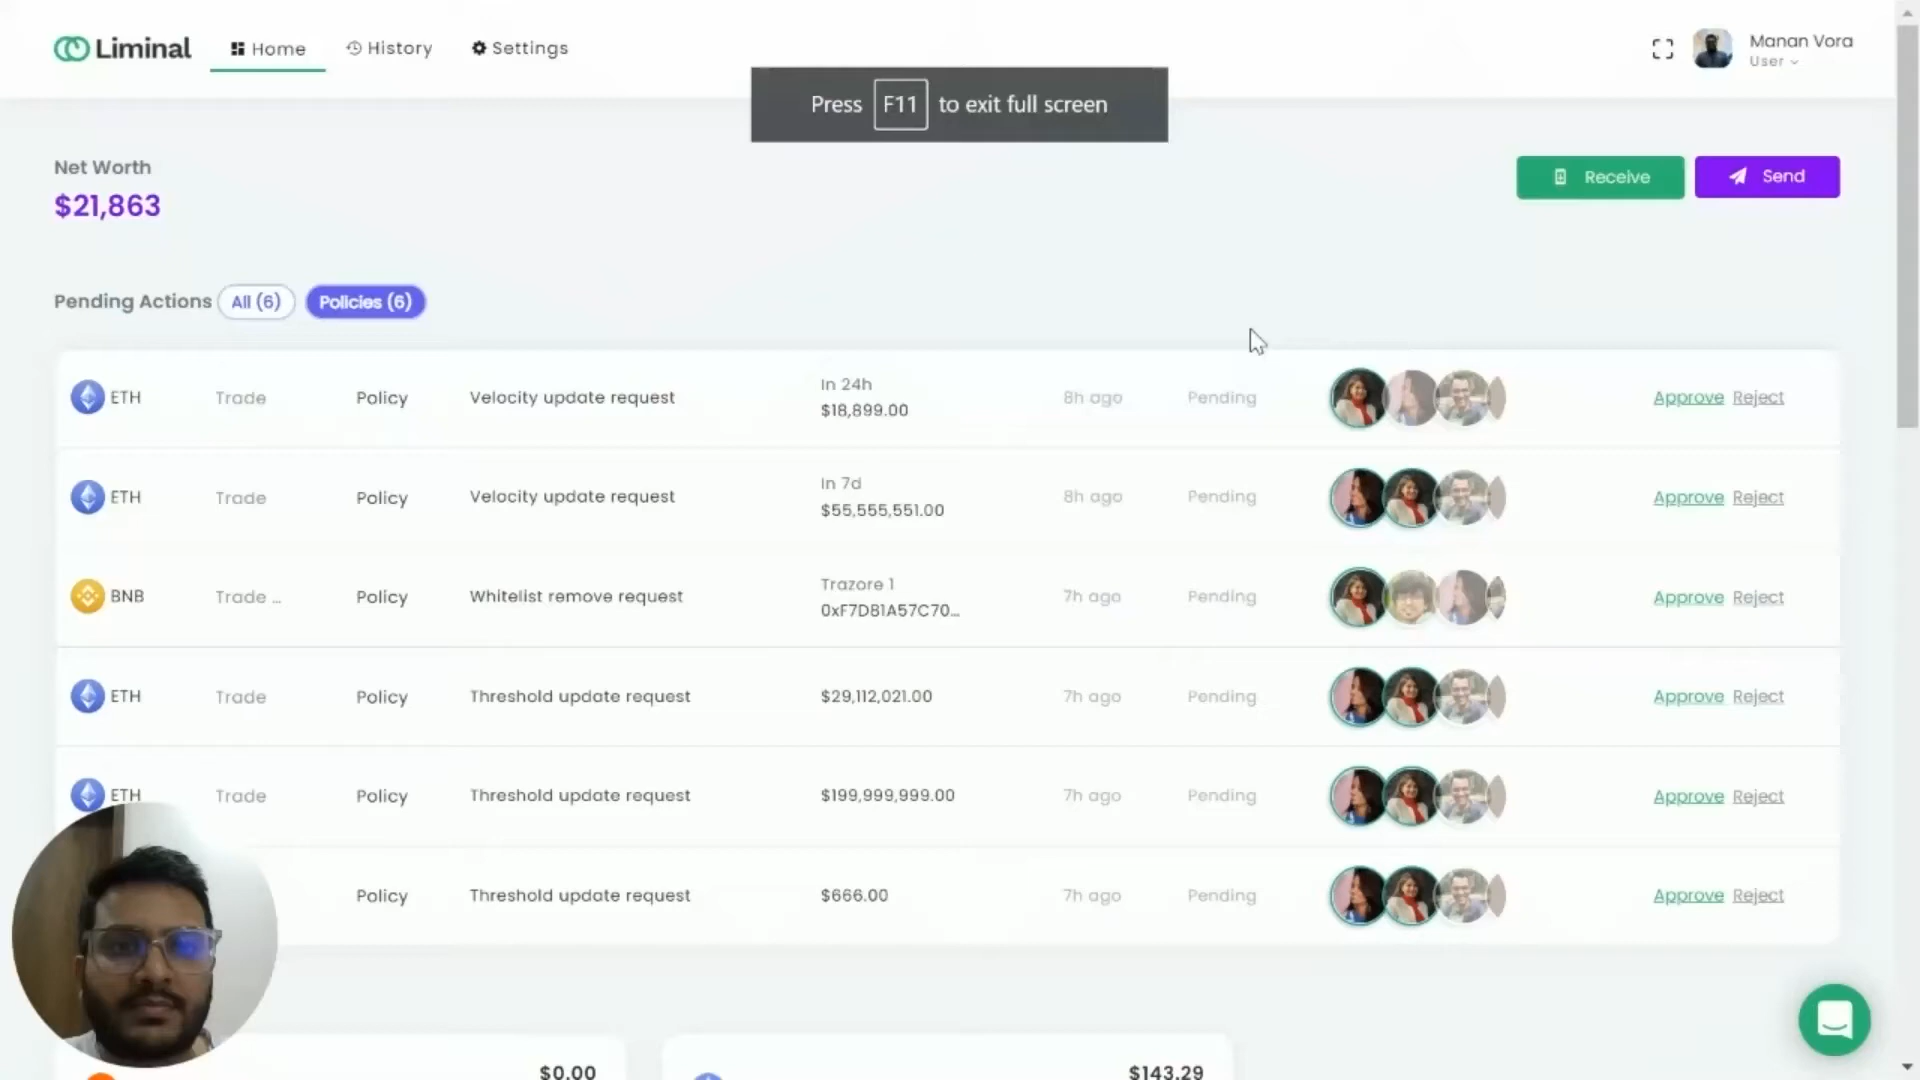 Liminal Home History Settings
Manan Vora
User
Press F11 to exit full screen
Net Worth
$21,863
Receive Send
Pending Actions All (6) Policies (6)
ETH Trade Policy Velocity update request In 24h $18,899.00 8h ago Pending Approve Reject
ETH Trade Policy Velocity update request In 7d $55,555,551.00 8h ago Pending Approve Reject
BNB Trade ... Policy Whitelist remove request Trazore 1 0xF7D81A57C70... 7h ago Pending Approve Reject
ETH Trade Policy Threshold update request $29,112,021.00 7h ago Pending Approve Reject
ETH Trade Policy Threshold update request $199,999,999.00 7h ago Pending Approve Reject
Policy Threshold update request $666.00 7h ago Pending Approve Reject
$0.00 $143.29